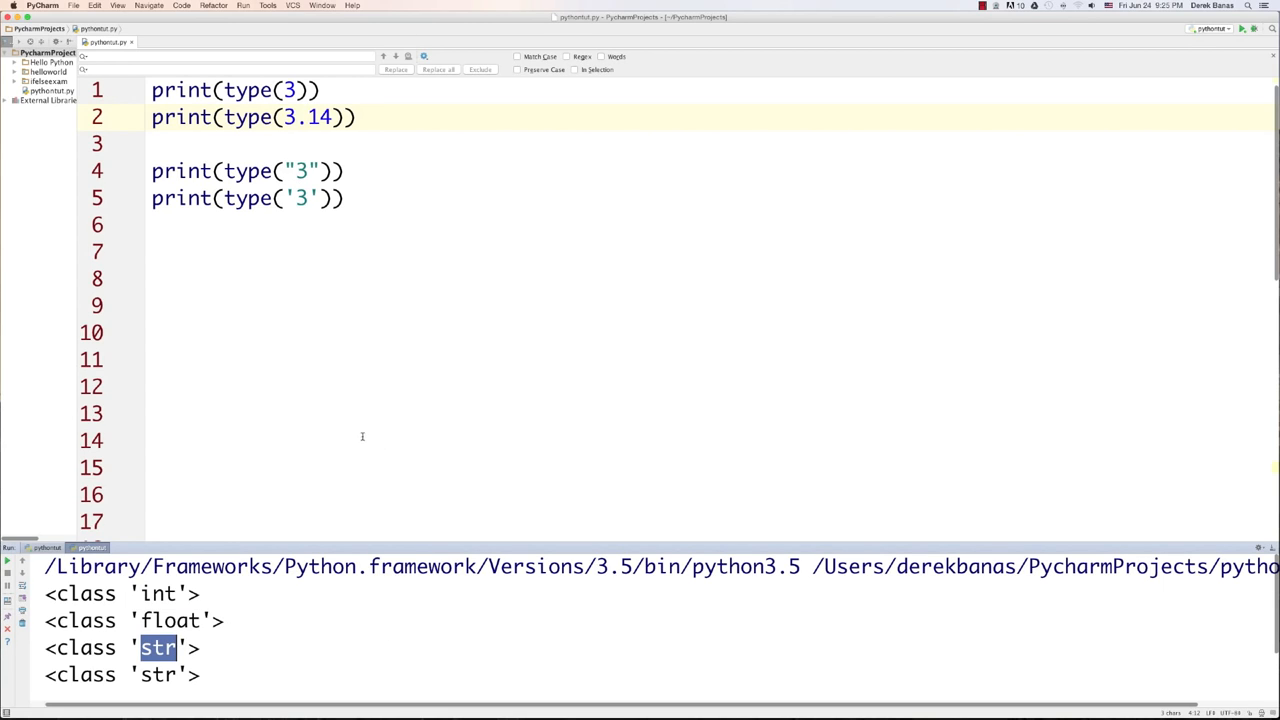 PyCharm File Edit View Navigate Code Refactor Run Tools VCS Window Help 10 Fri Jun 24 9:25 PM Derek Banas
pythontut.py - PycharmProjects - [~/PycharmProjects]
PycharmProjects pythontut.py pythontut
pythontut.py ×
PycharmProject
Match Case Regex Words
Hello Python
Replace Replace all Exclude Preserve Case In Selection
helloworld
ifelseexam
pythontut.py
External Librarie
1 print(type(3))
2 print(type(3.14))
3
4 print(type("3"))
5 print(type('3'))
6
7
8
9
10
11
12
13
14
15
16
17
Run: pythontut pythontut
/Library/Frameworks/Python.framework/Versions/3.5/bin/python3.5 /Users/derekbanas/PycharmProjects/pytho
<class 'int'>
<class 'float'>
<class 'str'>
<class 'str'>
3 chars 4:12 LF≑ UTF-8≑